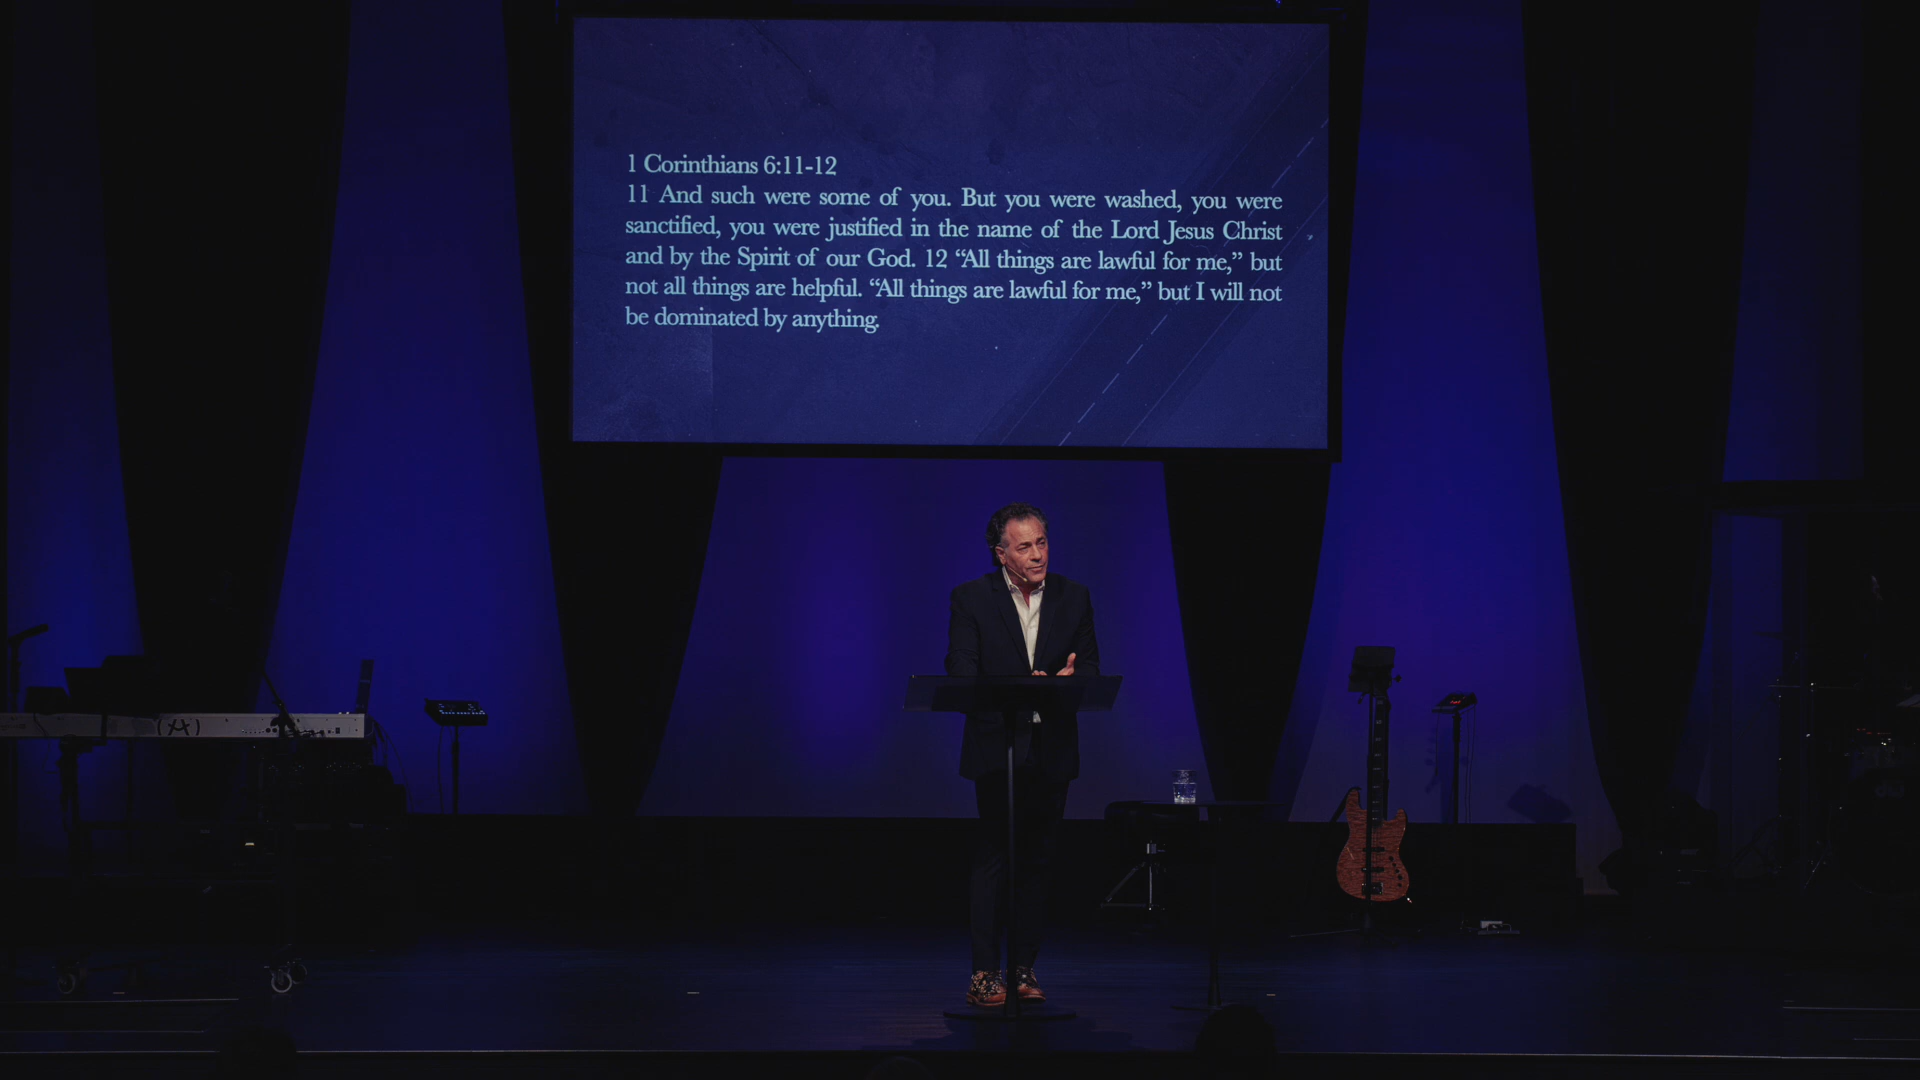 1 Corinthians 6:11-12
11 And such were some of you. But you were washed, you were
sanctified, you were justified in the name of the Lord Jesus Christ
and by the Spirit of our God. 12 “All things are lawful for me,” but
not all things are helpful. “All things are lawful for me,” but I will not
be dominated by anything.